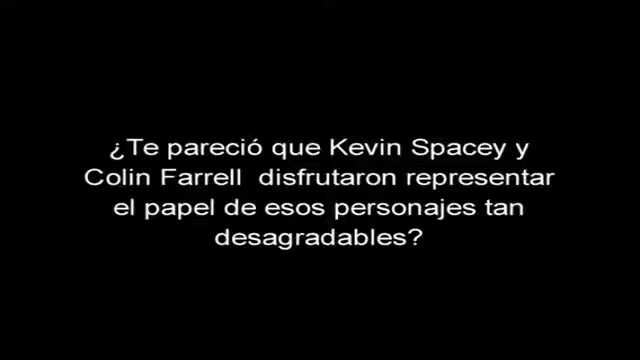 ¿Te pareció que Kevin Spacey y
Colin Farrell  disfrutaron representar
el papel de esos personajes tan
desagradables?